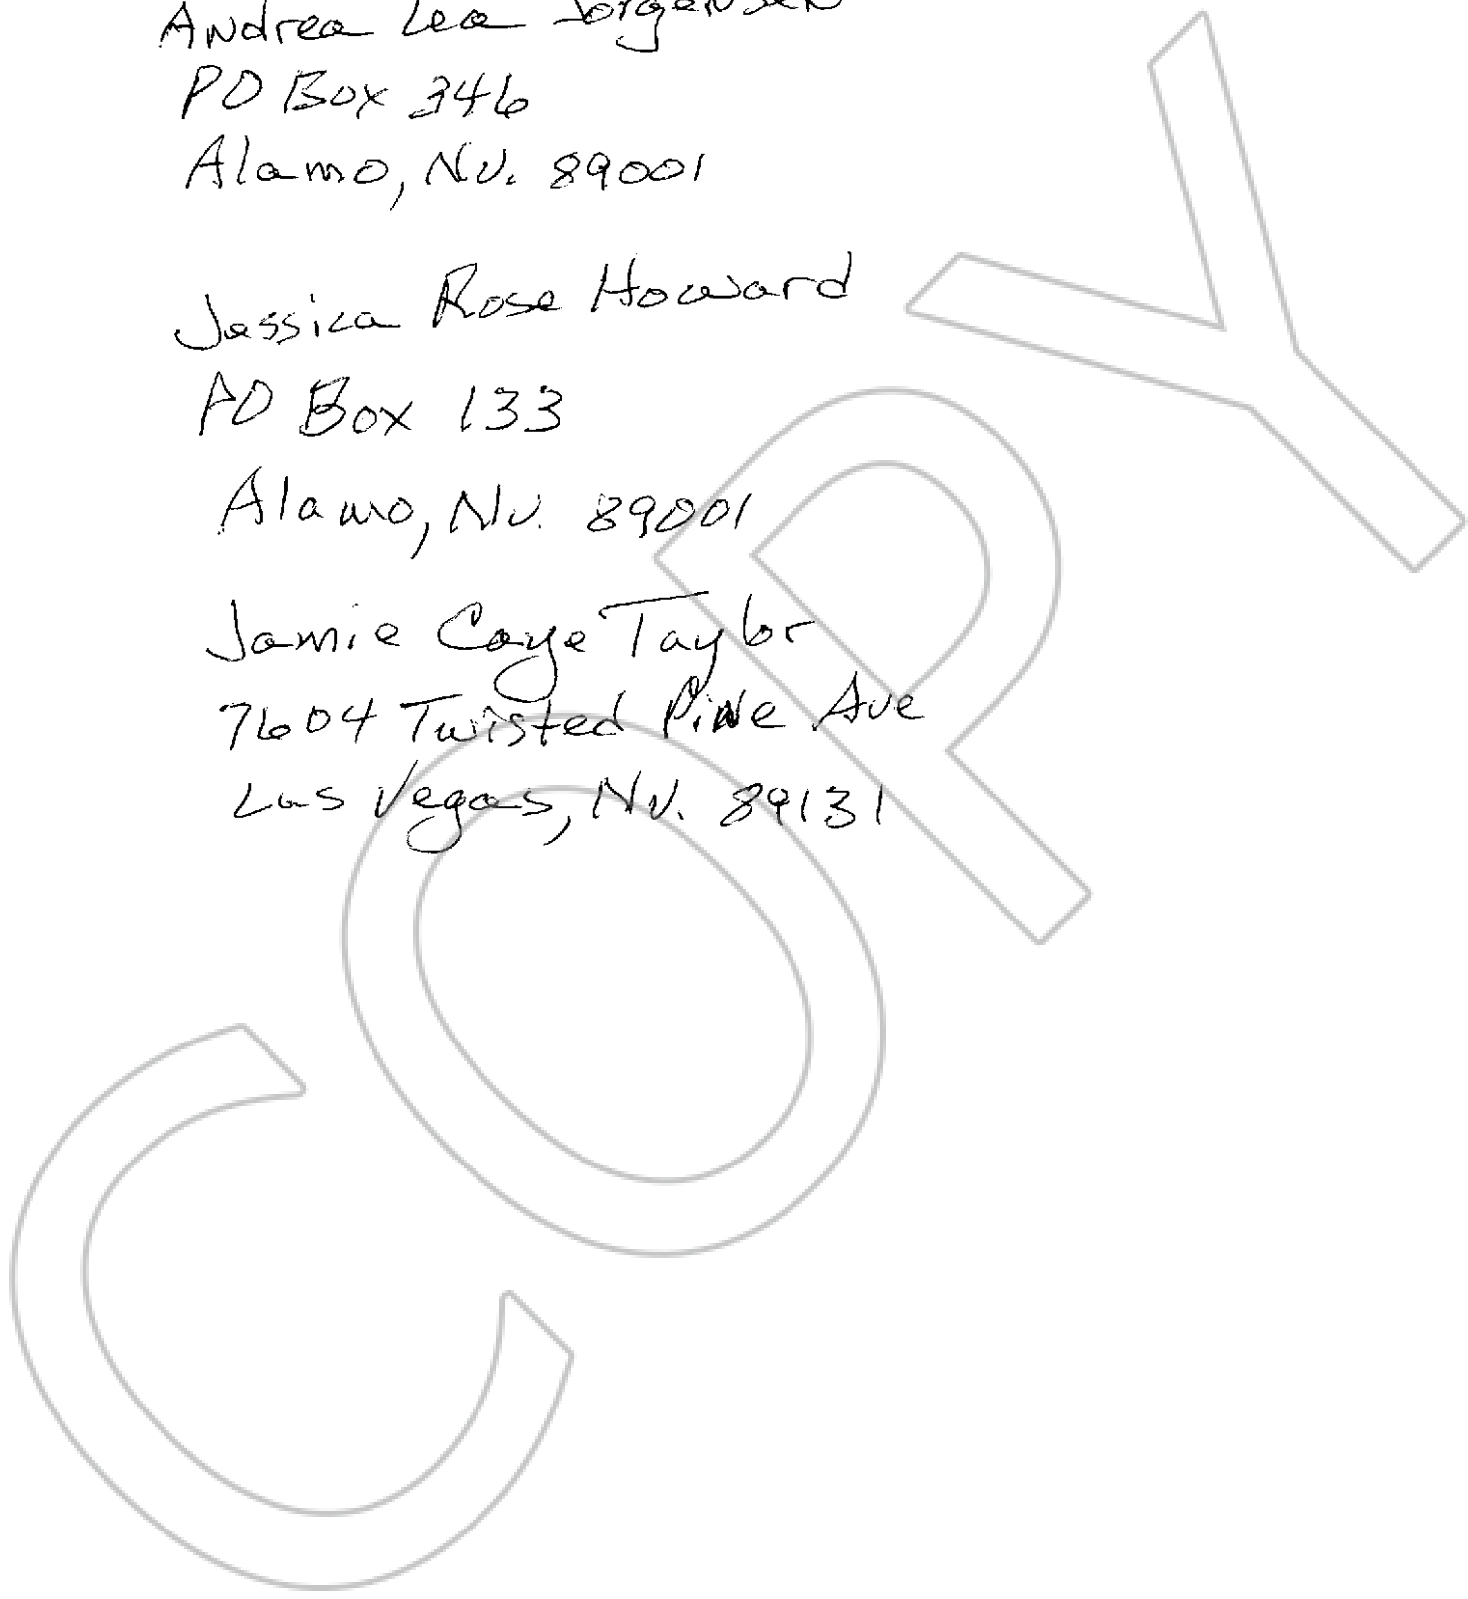 Andrea Lea Jorgensen
PO Box 346
Alamo, Nv. 89001
Jessica Rose Howard
PO Box 133
Alamo, Nv. 89001
Jamie Caye Taylor
7604 Twisted Pine Ave
Las Vegas, Nv. 89131
COPY